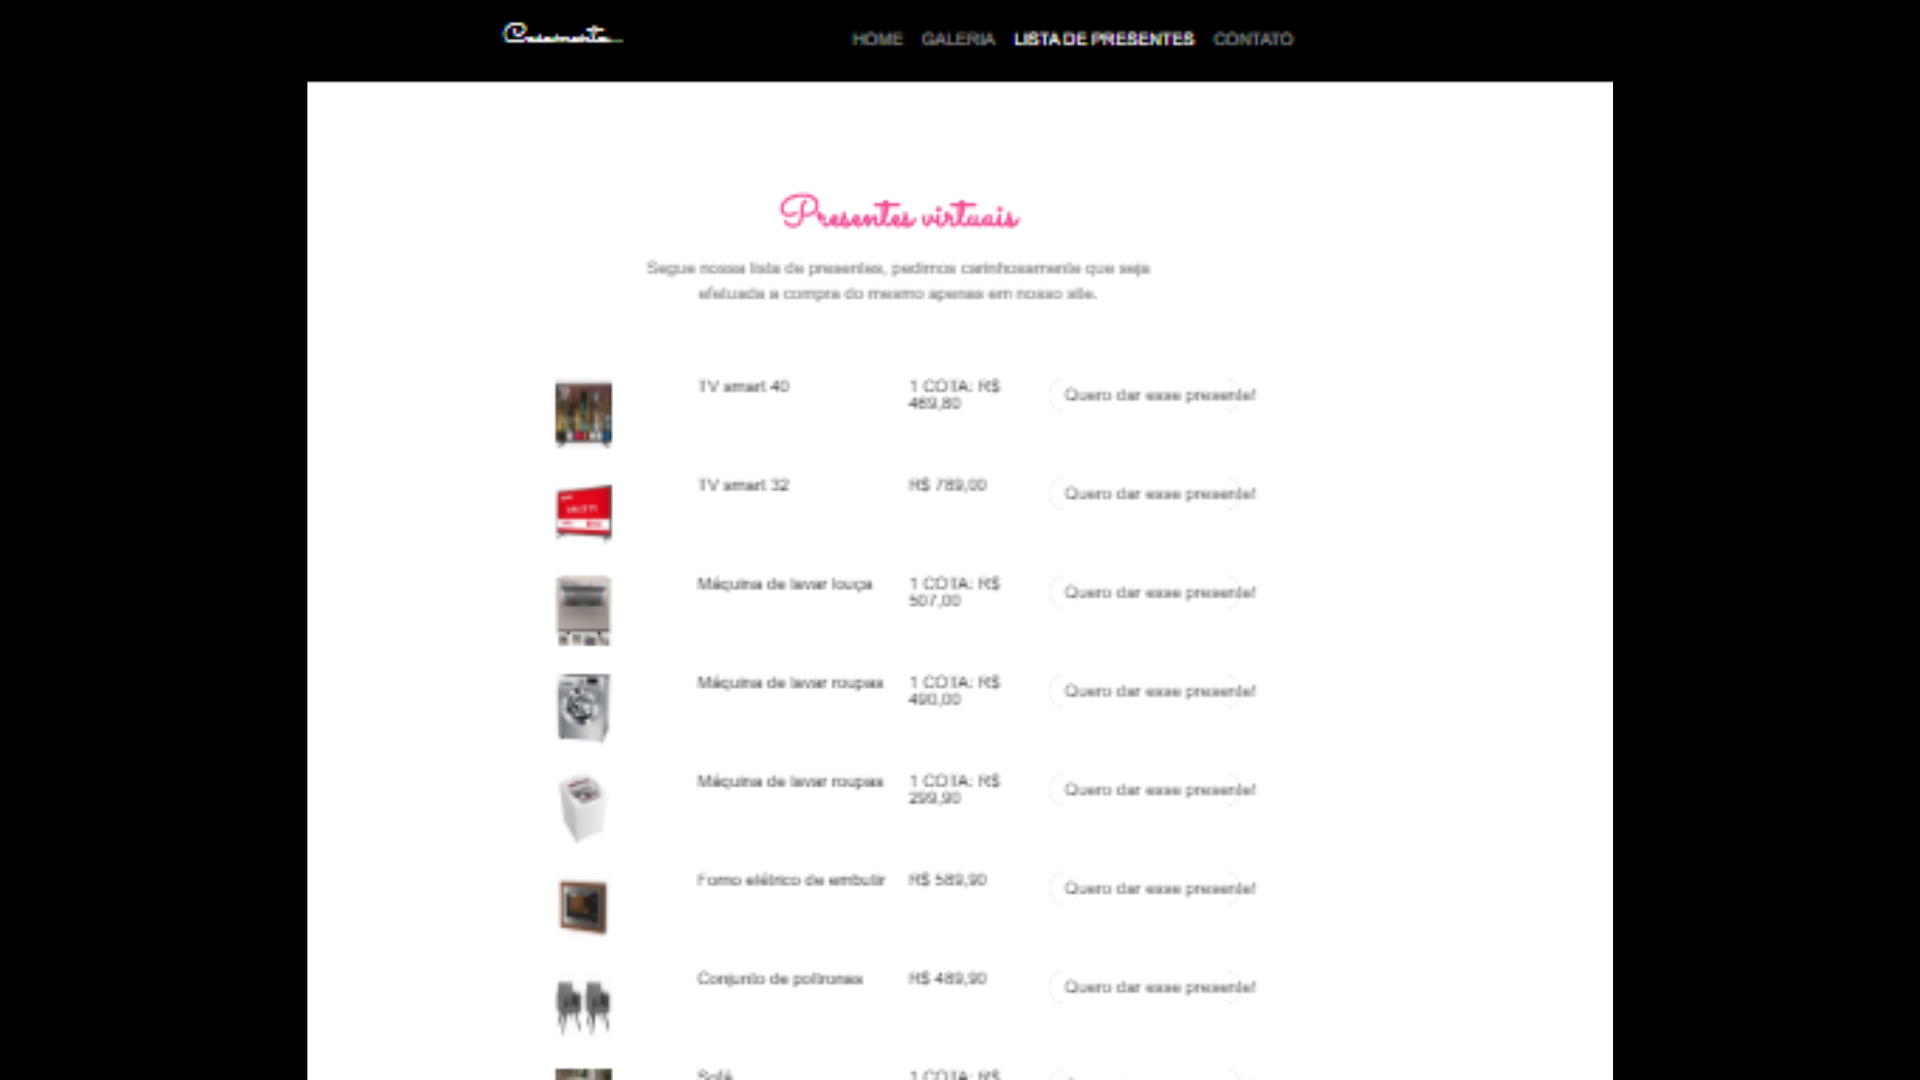 Casamento
HOME GALERIA LISTA DE PRESENTES CONTATO
Presentes virtuais
Segue nossa lista de presentes, pedimos carinhosamente que seja
efetuada a compra do mesmo apenas em nosso site.
TV smart 40 1 COTA: R$ Quero dar esse presente!
469,80
TV smart 32 R$ 789,00 Quero dar esse presente!
Máquina de lavar louça 1 COTA: R$ Quero dar esse presente!
507,00
Máquina de lavar roupas 1 COTA: R$ Quero dar esse presente!
490,00
Máquina de lavar roupas 1 COTA: R$ Quero dar esse presente!
299,90
Forno elétrico de embutir R$ 589,90 Quero dar esse presente!
Conjunto de poltronas R$ 489,90 Quero dar esse presente!
Sofá 1 COTA: R$